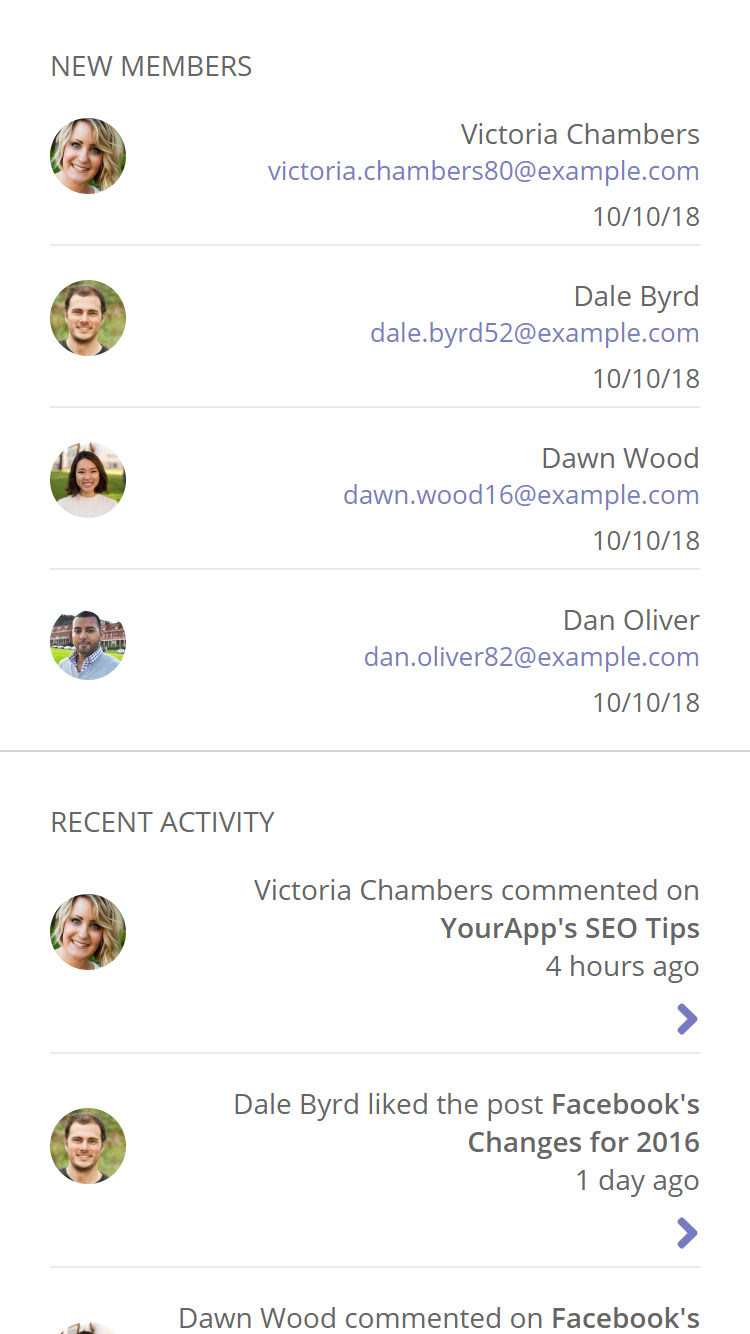 NEW MEMBERS
Victoria Chambers
victoria.chambers80@example.com
10/10/18
Dale Byrd
dale.byrd52@example.com
10/10/18
Dawn Wood
dawn.wood16@example.com
10/10/18
Dan Oliver
dan.oliver82@example.com
10/10/18
RECENT ACTIVITY
Victoria Chambers commented on
YourApp's SEO Tips
4 hours ago
Dale Byrd liked the post Facebook's
Changes for 2016
1 day ago
Dawn Wood commented on Facebook's